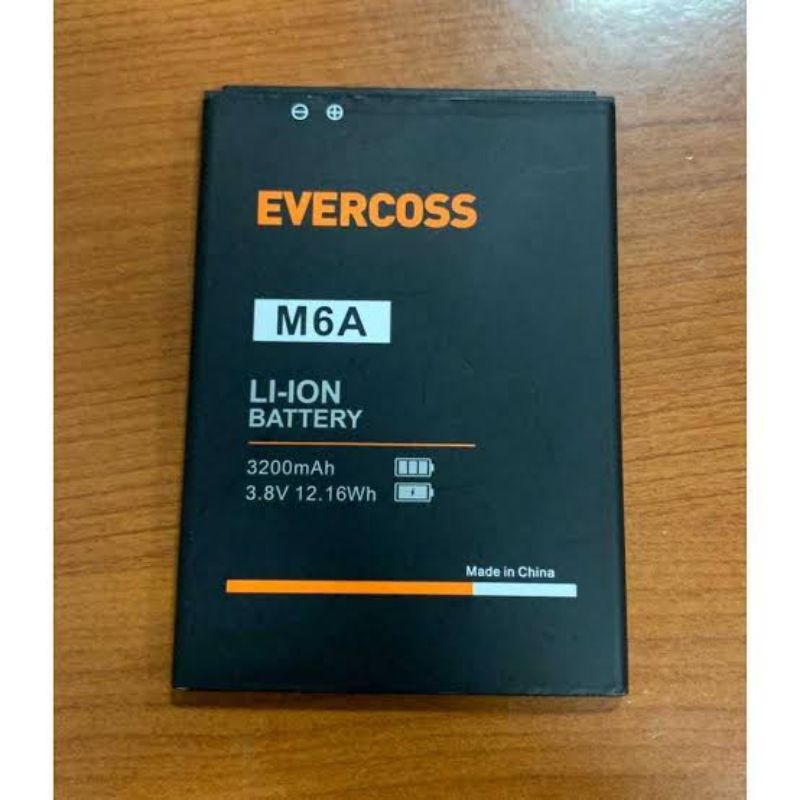 ⊖ ⊕
EVERCOSS
M6A
LI-ION
BATTERY
3200mAh
3.8V 12.16Wh
Made in China